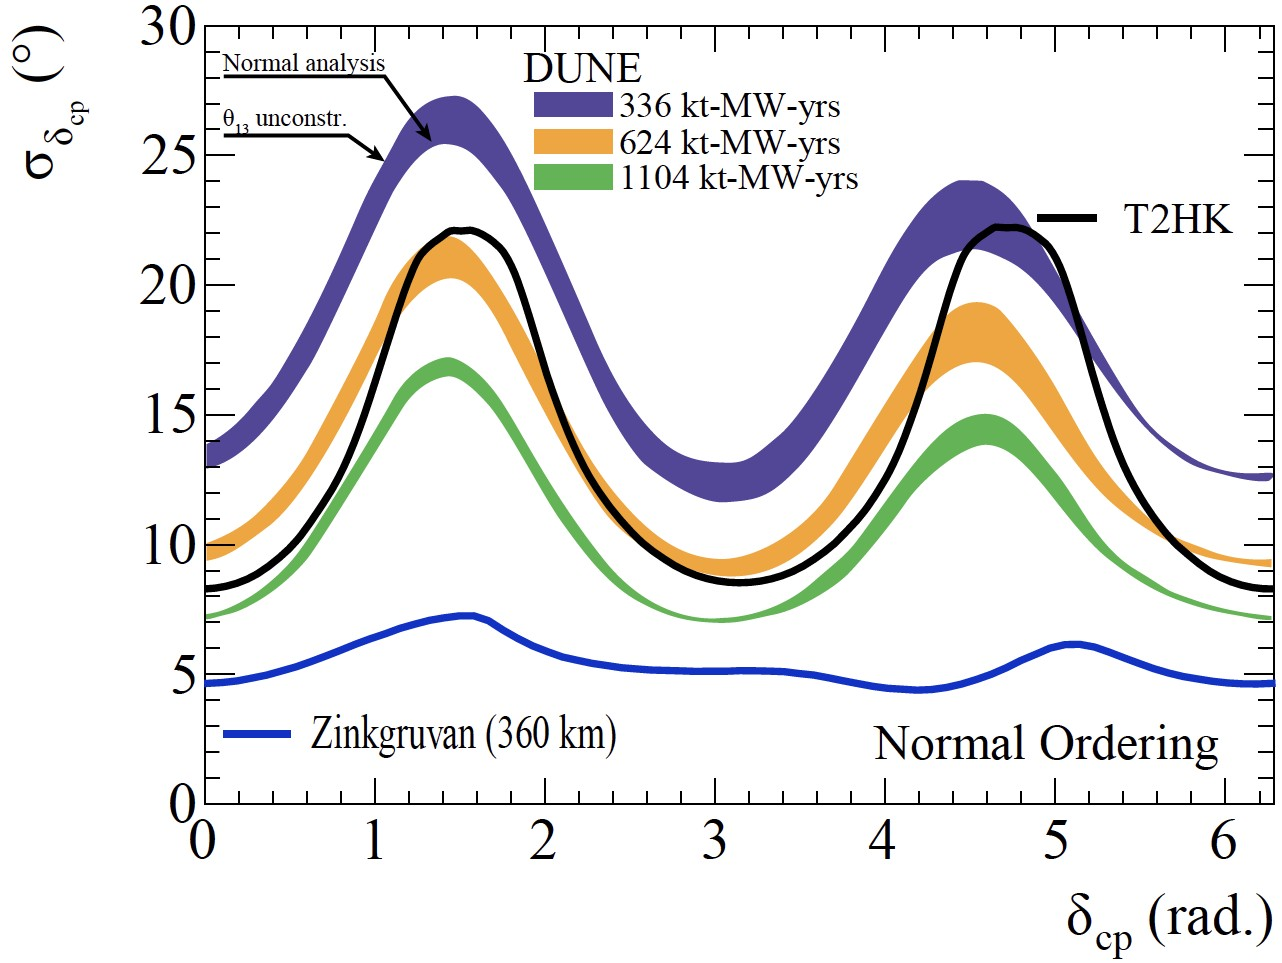 σδcp (°)
30
25
20
15
10
5
0
Normal analysis
θ13 unconstr.
DUNE
336 kt-MW-yrs
624 kt-MW-yrs
1104 kt-MW-yrs
T2HK
Zinkgruvan (360 km)
Normal Ordering
0 1 2 3 4 5 6
δcp (rad.)